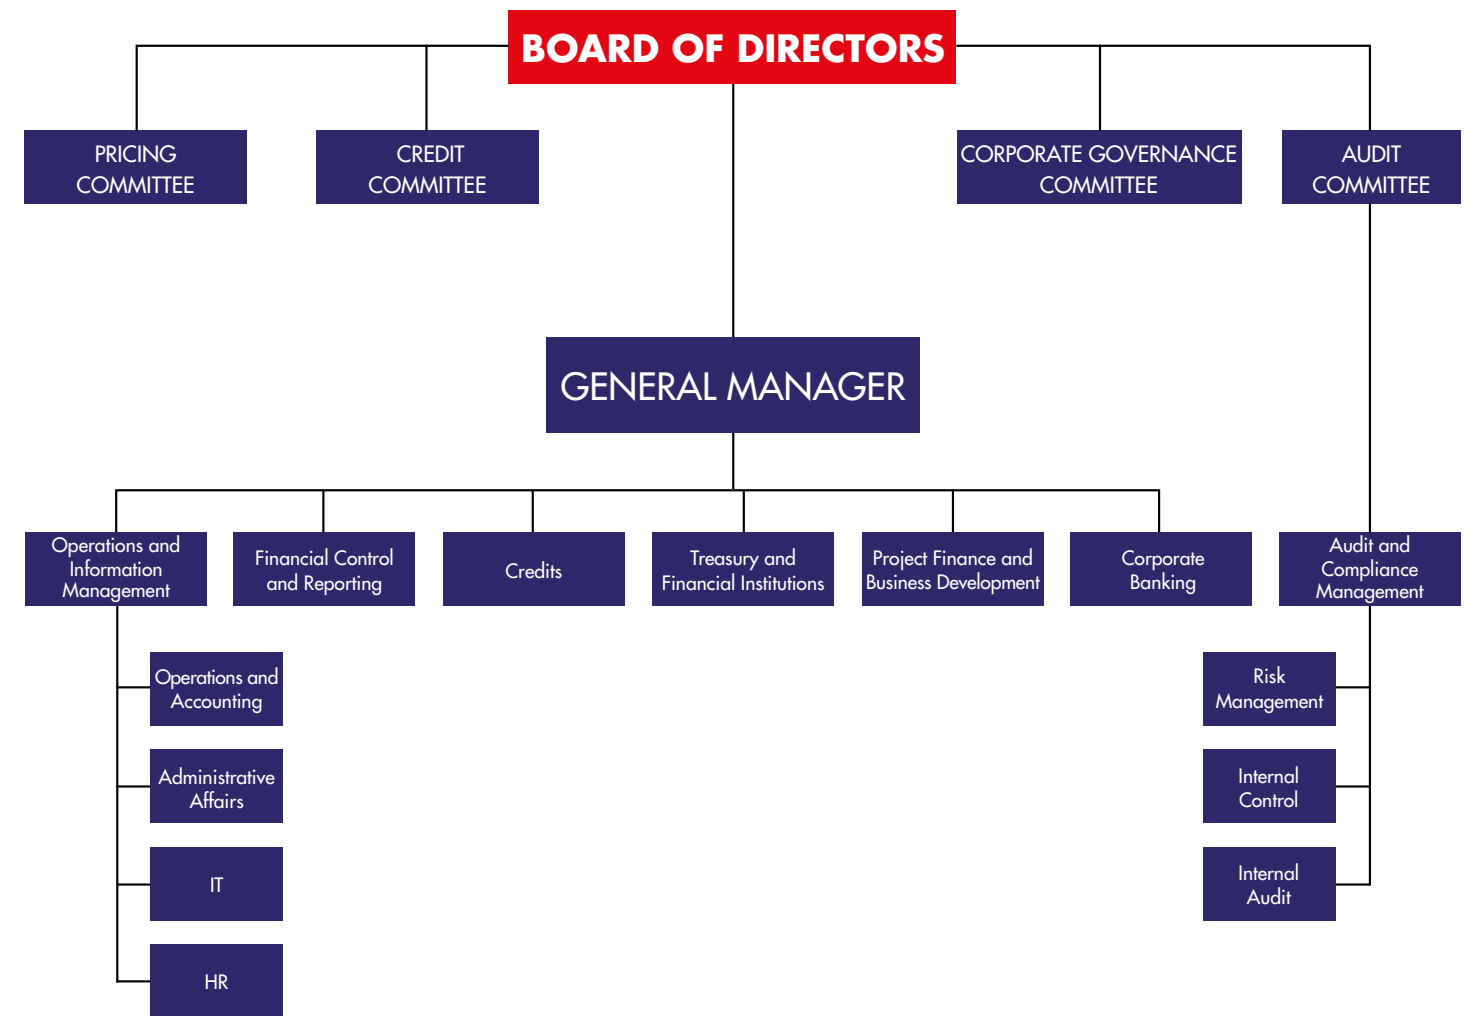 BOARD OF DIRECTORS
PRICING
COMMITTEE
CREDIT
COMMITTEE
CORPORATE GOVERNANCE
COMMITTEE
AUDIT
COMMITTEE
GENERAL MANAGER
Operations and
Information
Management
Financial Control
and Reporting
Credits
Treasury and
Financial Institutions
Project Finance and
Business Development
Corporate
Banking
Audit and
Compliance
Management
Operations and
Accounting
Administrative
Affairs
IT
HR
Risk
Management
Internal
Control
Internal
Audit